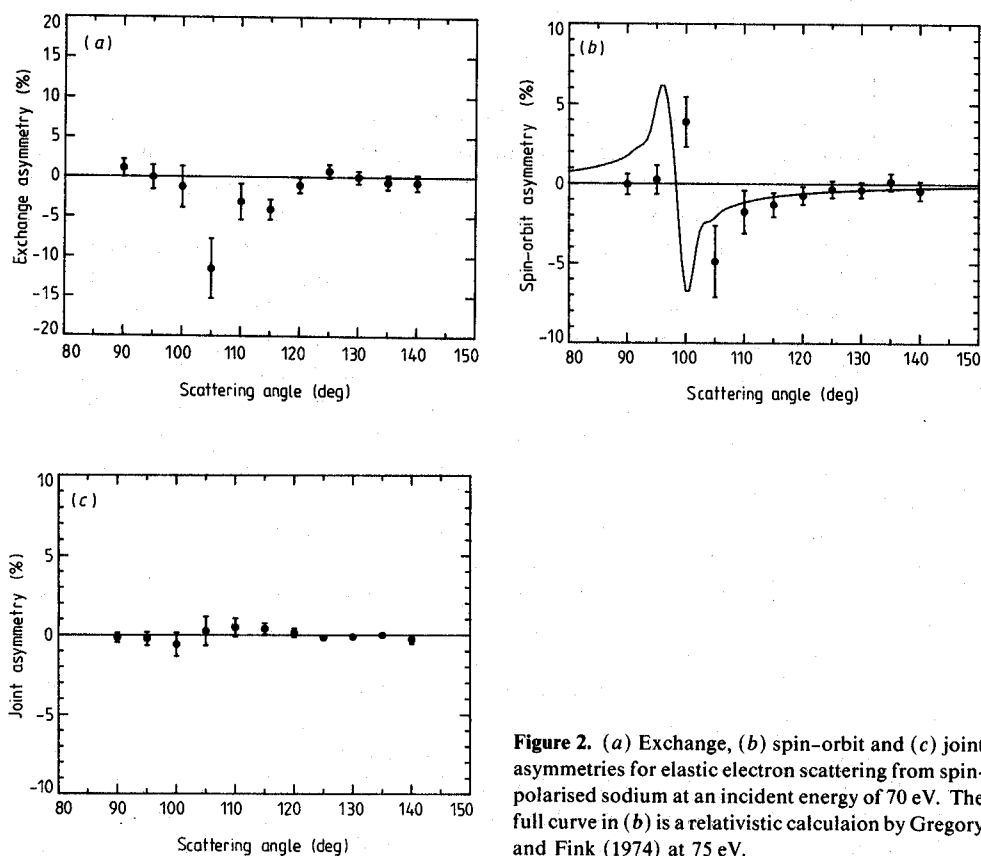 (a)
Exchange asymmetry (%)
20
15
10
5
0
-5
-10
-15
-20
80 90 100 110 120 130 140 150
Scattering angle (deg)
(b)
Spin-orbit asymmetry (%)
10
5
0
-5
-10
80 90 100 110 120 130 140 150
Scattering angle (deg)
(c)
Joint asymmetry (%)
10
5
0
-5
-10
80 90 100 110 120 130 140 150
Scattering angle (deg)
Figure 2. (a) Exchange, (b) spin-orbit and (c) joint
asymmetries for elastic electron scattering from spin-
polarised sodium at an incident energy of 70 eV. The
full curve in (b) is a relativistic calculaion by Gregory
and Fink (1974) at 75 eV.